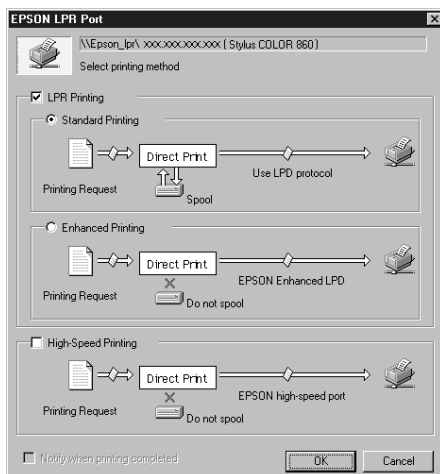 EPSON LPR Port
\\Epson_lpr\ xxx.xxx.xxx.xxx ( Stylus COLOR 860 )
Select printing method
LPR Printing
Standard Printing
Direct Print
Use LPD protocol
Printing Request
Spool
Enhanced Printing
Direct Print
EPSON Enhanced LPD
Printing Request
Do not spool
High-Speed Printing
Direct Print
EPSON high-speed port
Printing Request
Do not spool
Notify when printing completed
OK
Cancel